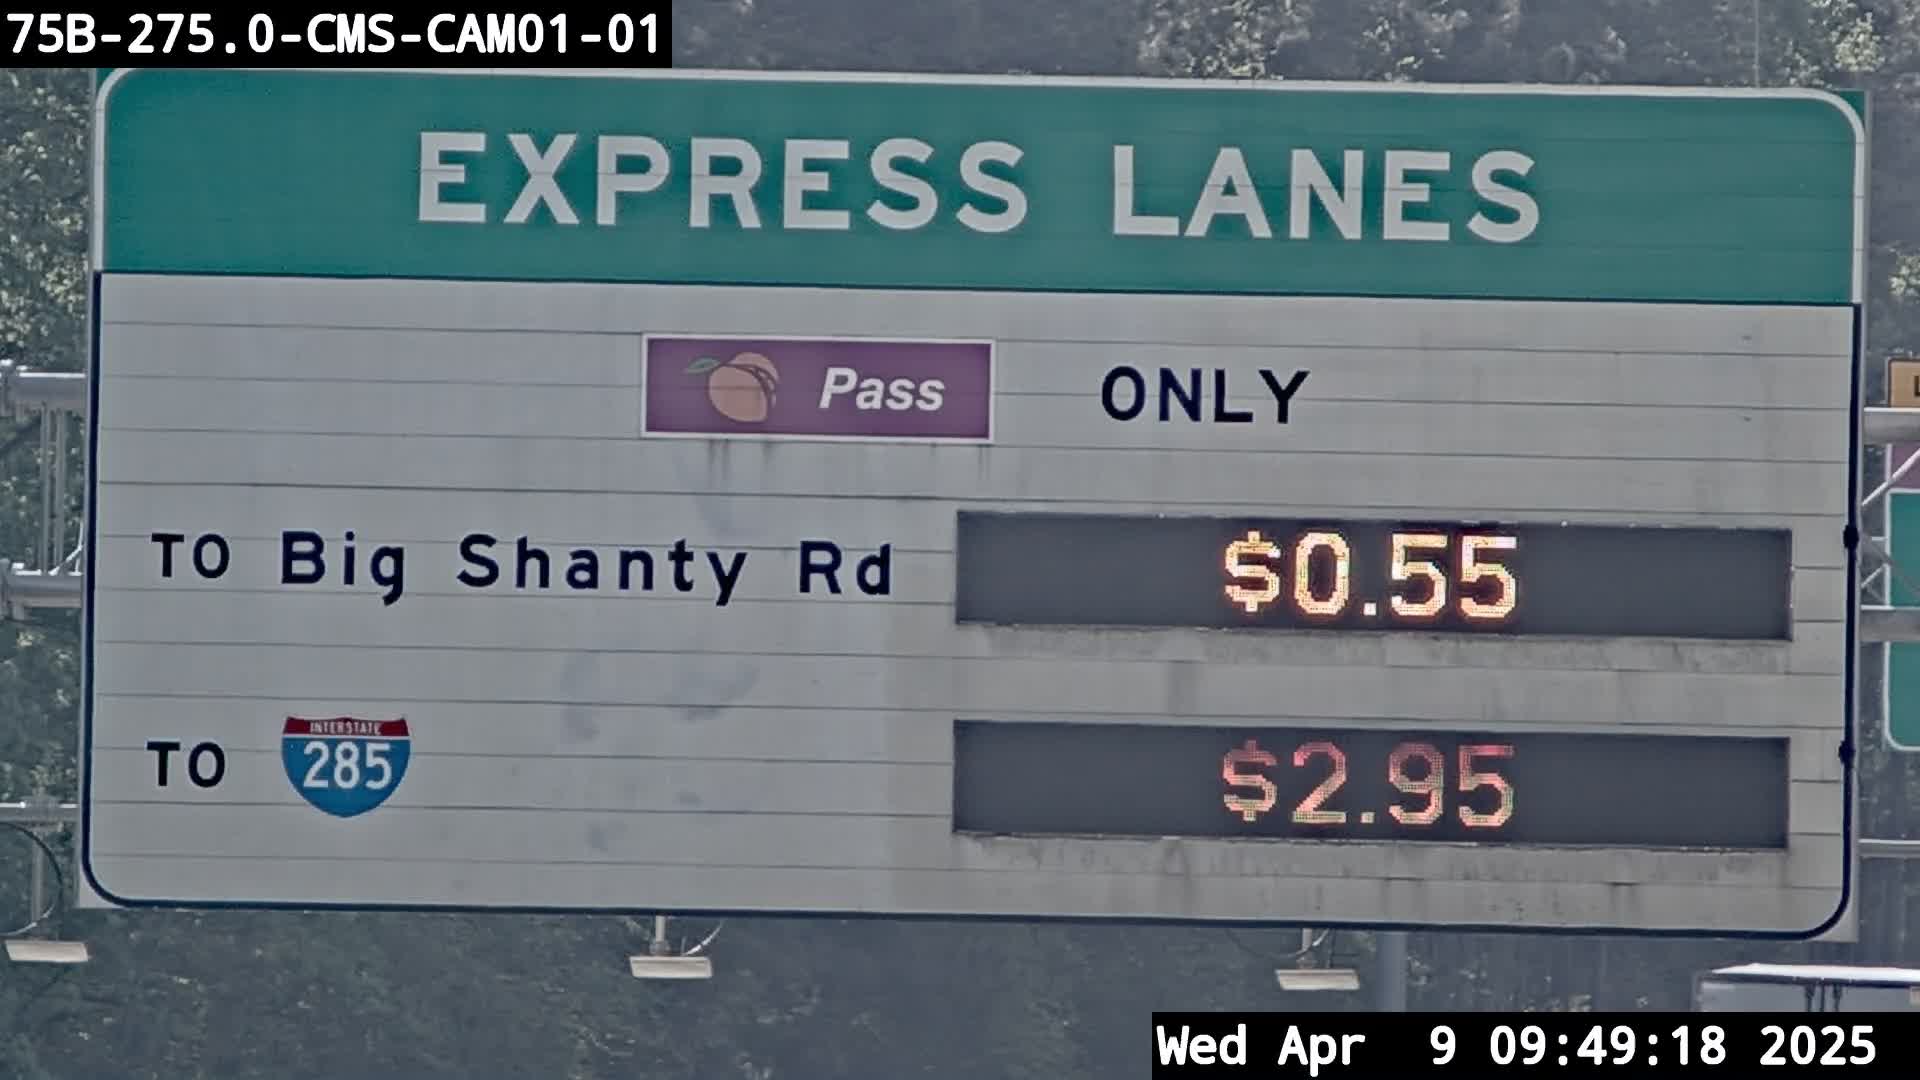 75B-275.0-CMS-CAM01-01
EXPRESS LANES
Pass ONLY
TO Big Shanty Rd $0.55
INTERSTATE
TO 285 $2.95
Wed Apr 9 09:49:18 2025